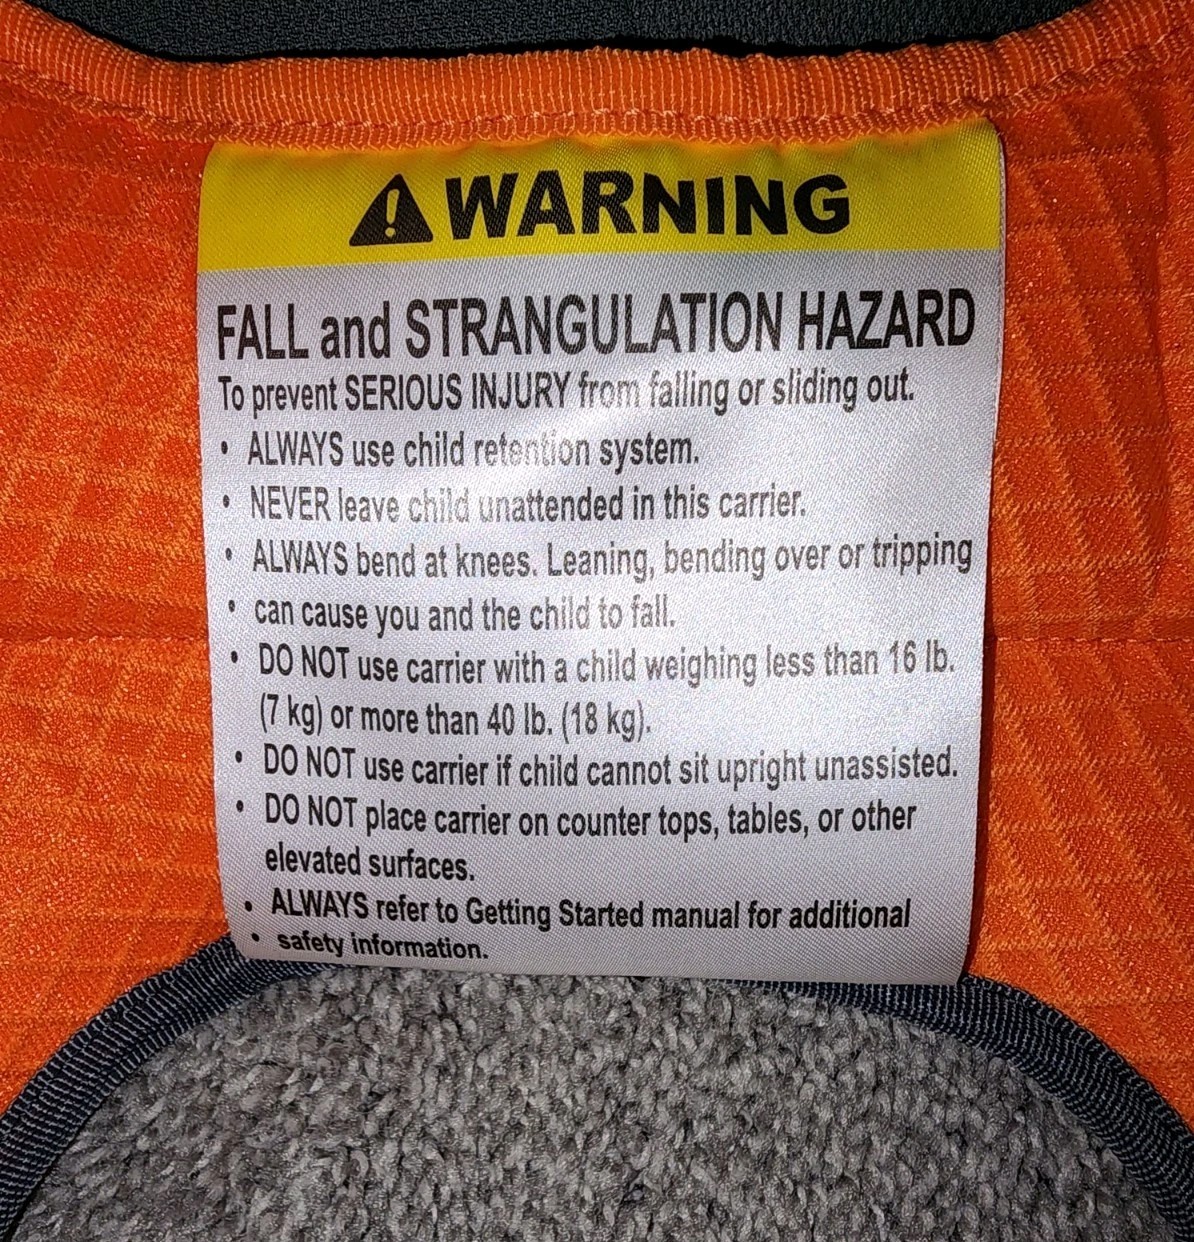 WARNING
FALL and STRANGULATION HAZARD
To prevent SERIOUS INJURY from falling or sliding out.
• ALWAYS use child retention system.
• NEVER leave child unattended in this carrier.
• ALWAYS bend at knees. Leaning, bending over or tripping
• can cause you and the child to fall.
• DO NOT use carrier with a child weighing less than 16 lb.
(7 kg) or more than 40 lb. (18 kg).
• DO NOT use carrier if child cannot sit upright unassisted.
• DO NOT place carrier on counter tops, tables, or other
elevated surfaces.
• ALWAYS refer to Getting Started manual for additional
• safety information.